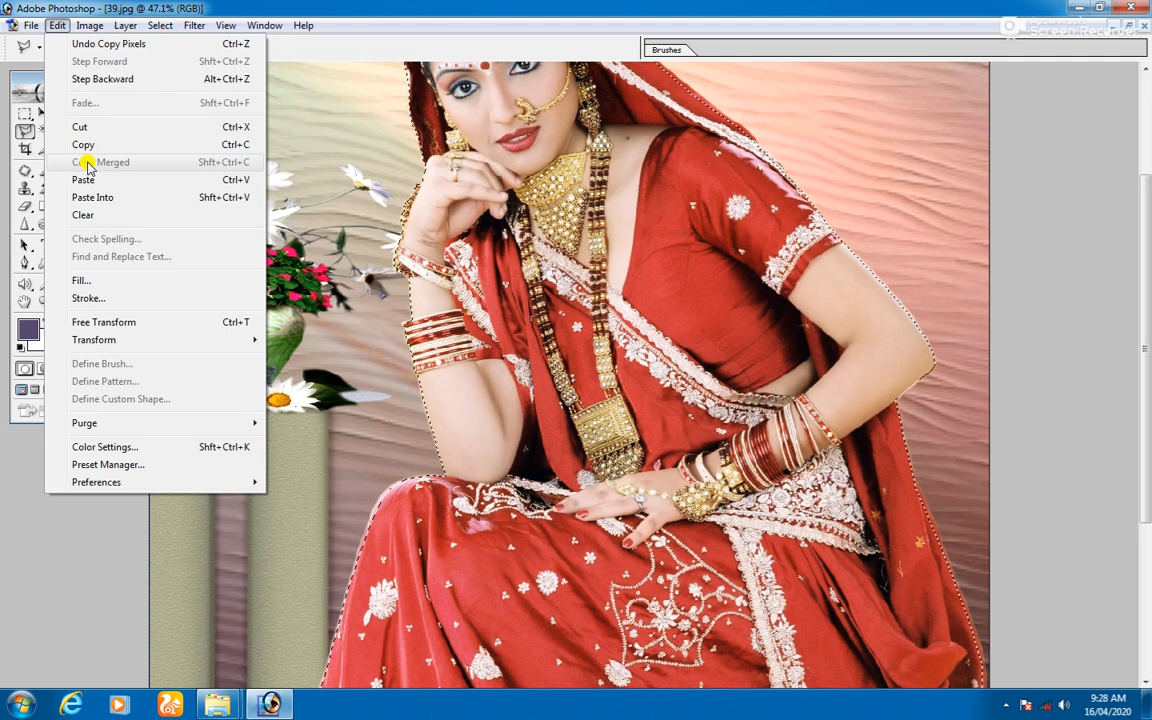 Adobe Photoshop - [39.jpg @ 47.1% (RGB)]
File Edit Image Layer Select Filter View Window Help
Screen Recorder
Brushes
Undo Copy Pixels Ctrl+Z
Step Forward Shft+Ctrl+Z
Step Backward Alt+Ctrl+Z
Fade... Shft+Ctrl+F
Cut Ctrl+X
Copy Ctrl+C
Merged Shft+Ctrl+C
Paste Ctrl+V
Paste Into Shft+Ctrl+V
Clear
Check Spelling...
Find and Replace Text...
Fill...
Stroke...
Free Transform Ctrl+T
Transform
Define Brush...
Define Pattern...
Define Custom Shape...
Purge
Color Settings... Shft+Ctrl+K
Preset Manager...
Preferences
9:28 AM
16/04/2020